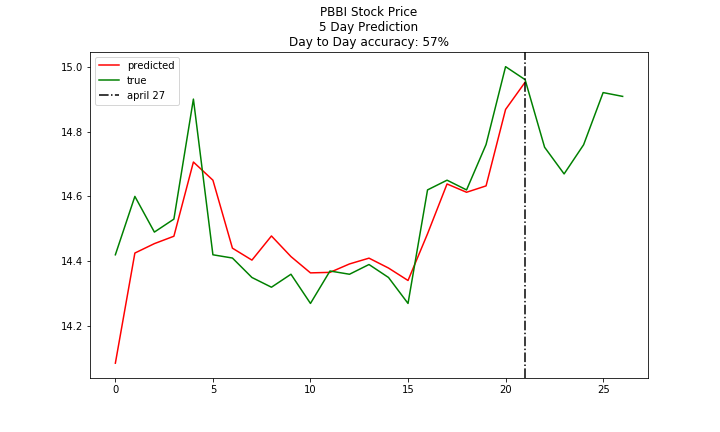 PBBI Stock Price
5 Day Prediction
Day to Day accuracy: 57%
predicted
true
april 27
15.0
14.8
14.6
14.4
14.2
0 5 10 15 20 25